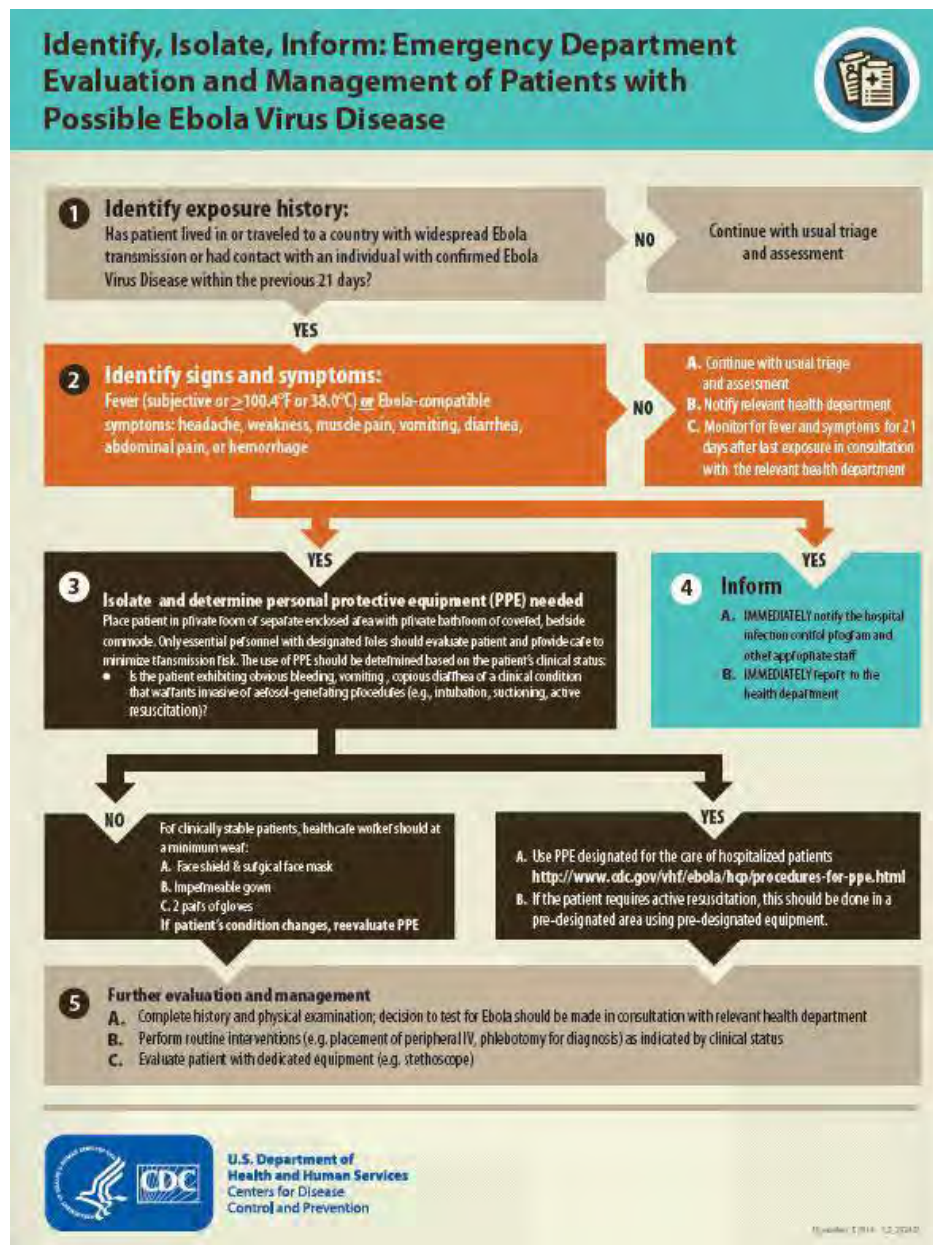 Identify, Isolate, Inform: Emergency Department
Evaluation and Management of Patients with
Possible Ebola Virus Disease
1 Identify exposure history:
Has patient lived in or traveled to a country with widespread Ebola
transmission or had contact with an individual with confirmed Ebola
Virus Disease within the previous 21 days?
NO
Continue with usual triage
and assessment
YES
2 Identify signs and symptoms:
Fever (subjective or ≥100.4°F or 38.0°C) or Ebola-compatible
symptoms: headache, weakness, muscle pain, vomiting, diarrhea,
abdominal pain, or hemorrhage
NO
A. Continue with usual triage
and assessment
B. Notify relevant health department
C. Monitor for fever and symptoms for 21
days after last exposure in consultation
with the relevant health department
YES
3 Isolate and determine personal protective equipment (PPE) needed
Place patient in private room or separate enclosed area with private bathroom or covered, bedside
commode. Only essential personnel with designated roles should evaluate patient and provide care to
minimize transmission risk. The use of PPE should be determined based on the patient's clinical status:
• Is the patient exhibiting obvious bleeding, vomiting, copious diarrhea or a clinical condition
that warrants invasive or aerosol-generating procedures (e.g., intubation, suctioning, active
resuscitation)?
YES
4 Inform
A. IMMEDIATELY notify the hospital
infection control program and
other appropriate staff
B. IMMEDIATELY report to the
health department
NO
For clinically stable patients, healthcare worker should at
a minimum wear:
A. Face shield & surgical face mask
B. Impermeable gown
C. 2 pairs of gloves
If patient's condition changes, reevaluate PPE
YES
A. Use PPE designated for the care of hospitalized patients
http://www.cdc.gov/vhf/ebola/hcp/procedures-for-ppe.html
B. If the patient requires active resuscitation, this should be done in a
pre-designated area using pre-designated equipment.
5 Further evaluation and management
A. Complete history and physical examination; decision to test for Ebola should be made in consultation with relevant health department
B. Perform routine interventions (e.g. placement of peripheral IV, phlebotomy for diagnosis) as indicated by clinical status
C. Evaluate patient with dedicated equipment (e.g. stethoscope)
CDC
U.S. Department of
Health and Human Services
Centers for Disease
Control and Prevention